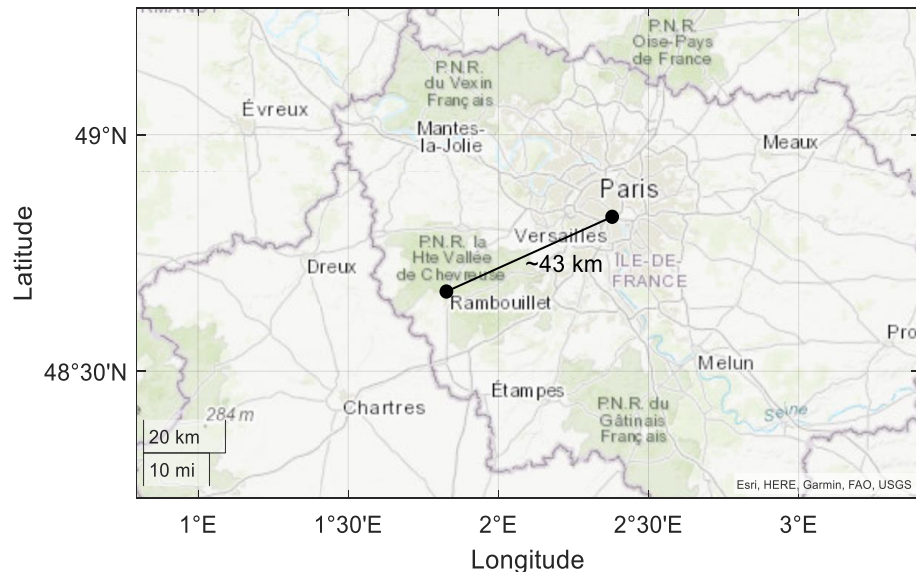 RMANDY
P.N.R.
Oise-Pays
de France
P.N.R.
du Vexin
Français
Évreux
49°N
Mantes-
la-Jolie
Meaux
Paris
Versailles
P.N.R. la
Hte Vallée
de Chevreuse
~43 km
ÎLE-DE-
FRANCE
Dreux
Rambouillet
Latitude
Pro
48°30'N
Melun
Étampes
284 m
Chartres
P.N.R. du
Gâtinais
Français
Seine
20 km
10 mi
Esri, HERE, Garmin, FAO, USGS
1°E
1°30'E
2°E
2°30'E
3°E
Longitude